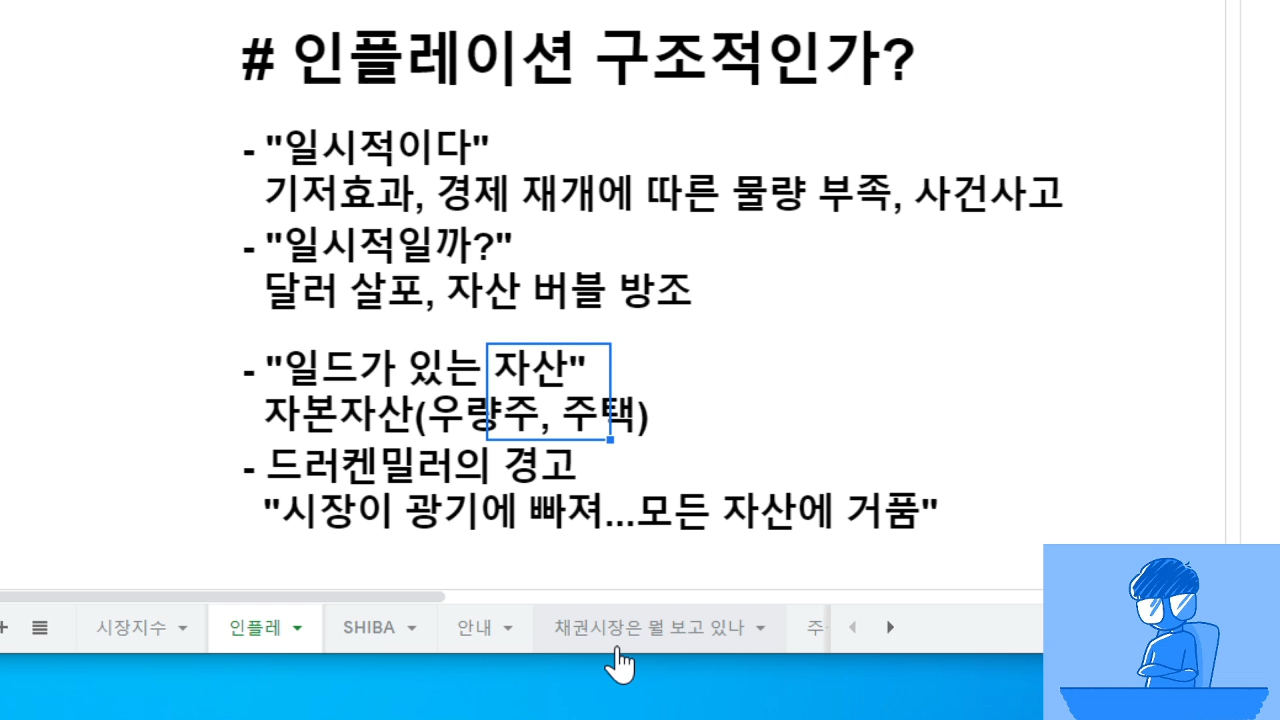 # 인플레이션 구조적인가?
- "일시적이다"
기저효과, 경제 재개에 따른 물량 부족, 사건사고
- "일시적일까?"
달러 살포, 자산 버블 방조
- "일드가 있는 자산"
자본자산(우량주, 주택)
- 드러켄밀러의 경고
"시장이 광기에 빠져...모든 자산에 거품"
시장지수 인플레 SHIBA 안내 채권시장은 뭘 보고 있나 주